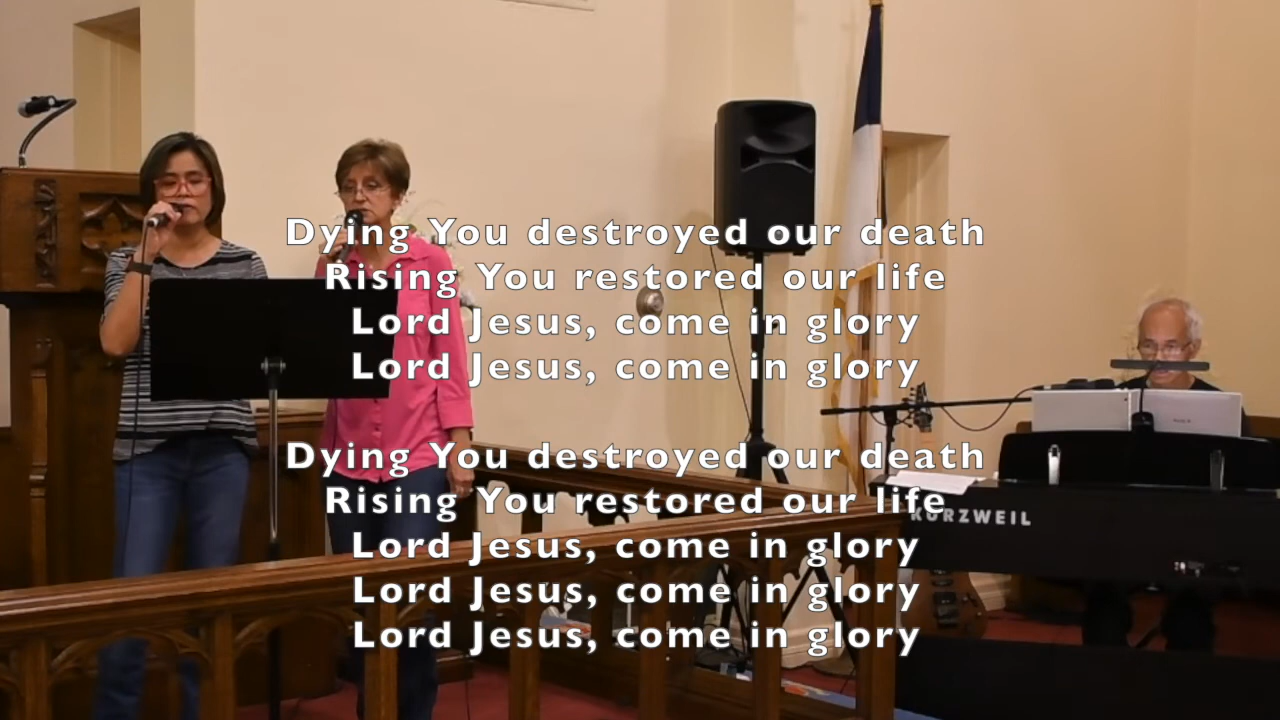 Dying You destroyed our death
Rising You restored our life
Lord Jesus, come in glory
Lord Jesus, come in glory
Dying You destroyed our death
Rising You restored our life
KURZWEIL
Lord Jesus, come in glory
Lord Jesus, come in glory
Lord Jesus, come in glory